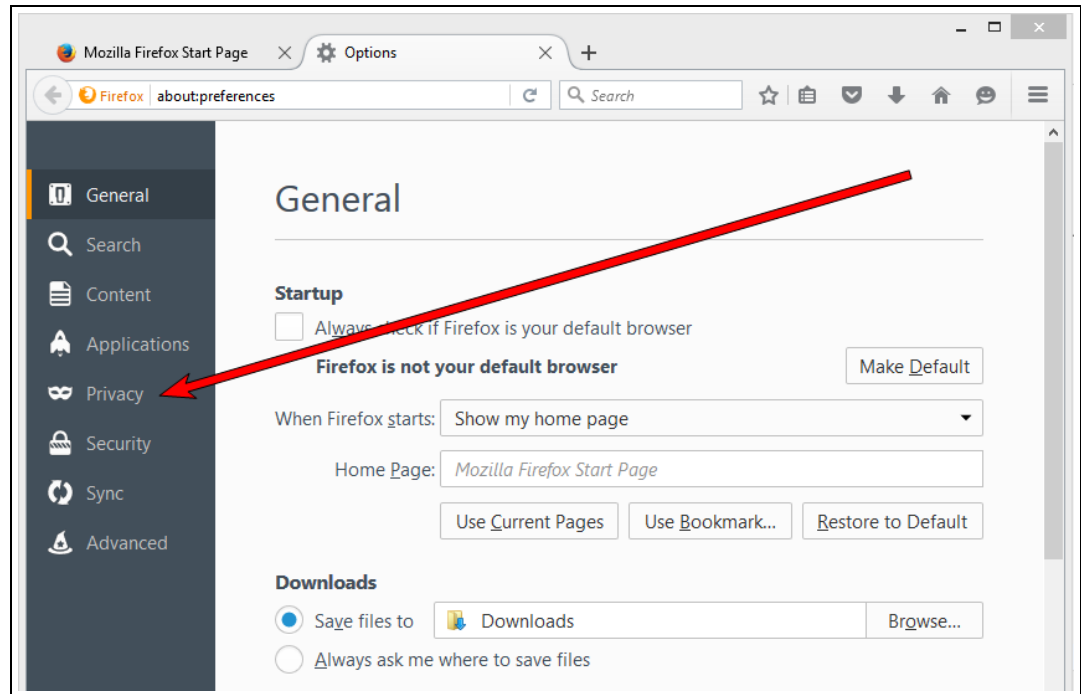 Mozilla Firefox Start Page
Options
Firefox about:preferences
Search
General
Search
Content
Applications
Privacy
Security
Sync
Advanced
General
Startup
Always check if Firefox is your default browser
Firefox is not your default browser
Make Default
When Firefox starts: Show my home page
Home Page: Mozilla Firefox Start Page
Use Current Pages Use Bookmark... Restore to Default
Downloads
Save files to Downloads Browse...
Always ask me where to save files